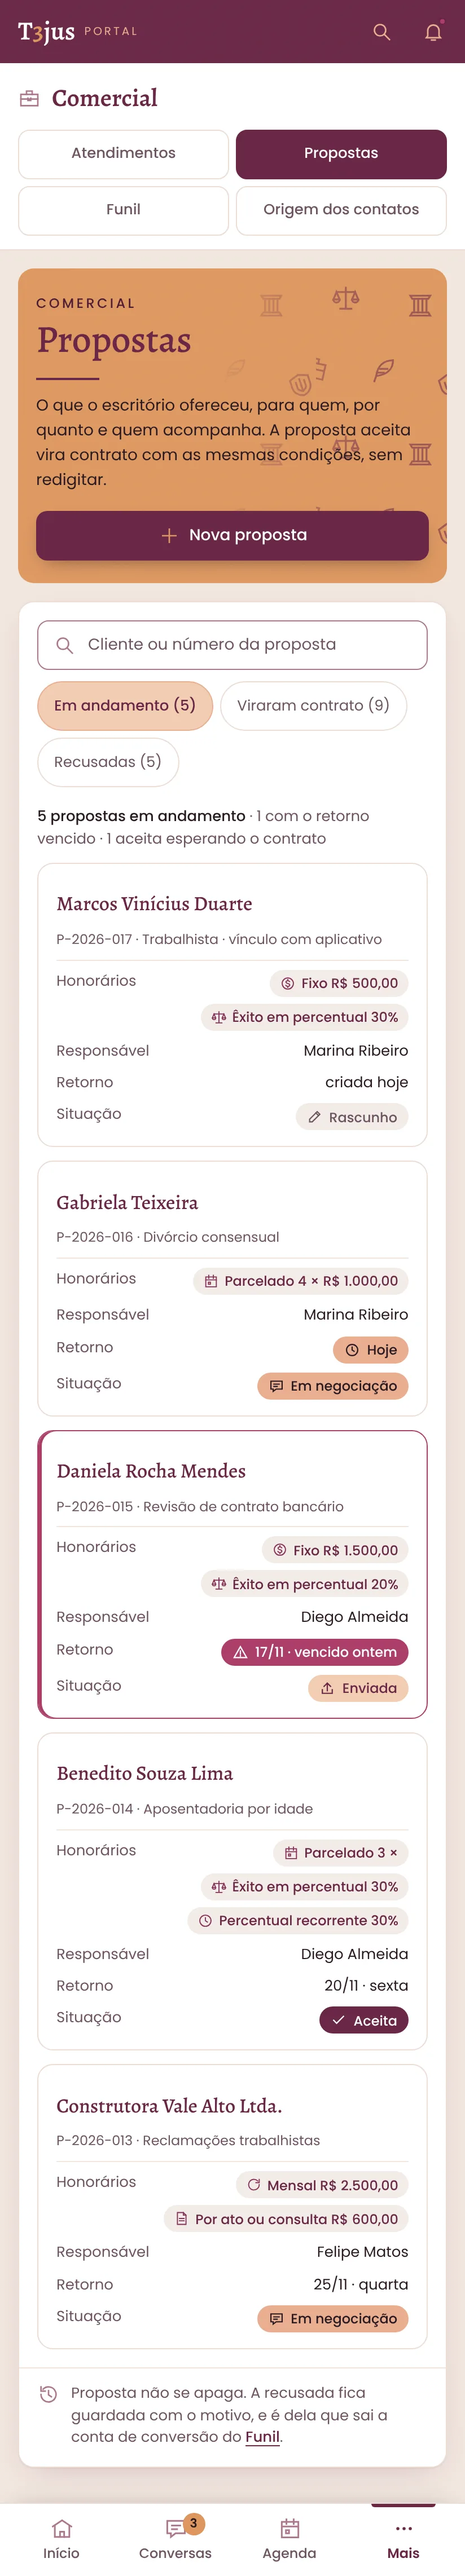 T3jus PORTAL
Comercial
Atendimentos
Propostas
Funil
Origem dos contatos
COMERCIAL
Propostas
O que o escritório ofereceu, para quem, por
quanto e quem acompanha. A proposta aceita
vira contrato com as mesmas condições, sem
redigitar.
Nova proposta
Cliente ou número da proposta
Em andamento (5)
Viraram contrato (9)
Recusadas (5)
5 propostas em andamento · 1 com o retorno
vencido · 1 aceita esperando o contrato
Marcos Vinícius Duarte
P-2026-017 · Trabalhista · vínculo com aplicativo
Honorários
Fixo R$ 500,00
Êxito em percentual 30%
Responsável
Marina Ribeiro
Retorno
criada hoje
Situação
Rascunho
Gabriela Teixeira
P-2026-016 · Divórcio consensual
Honorários
Parcelado 4 × R$ 1.000,00
Responsável
Marina Ribeiro
Retorno
Hoje
Situação
Em negociação
Daniela Rocha Mendes
P-2026-015 · Revisão de contrato bancário
Honorários
Fixo R$ 1.500,00
Êxito em percentual 20%
Responsável
Diego Almeida
Retorno
17/11 · vencido ontem
Situação
Enviada
Benedito Souza Lima
P-2026-014 · Aposentadoria por idade
Honorários
Parcelado 3 ×
Êxito em percentual 30%
Percentual recorrente 30%
Responsável
Diego Almeida
Retorno
20/11 · sexta
Situação
Aceita
Construtora Vale Alto Ltda.
P-2026-013 · Reclamações trabalhistas
Honorários
Mensal R$ 2.500,00
Por ato ou consulta R$ 600,00
Responsável
Felipe Matos
Retorno
25/11 · quarta
Situação
Em negociação
Proposta não se apaga. A recusada fica
guardada com o motivo, e é dela que sai a
conta de conversão do Funil.
Início
3
Conversas
Agenda
Mais